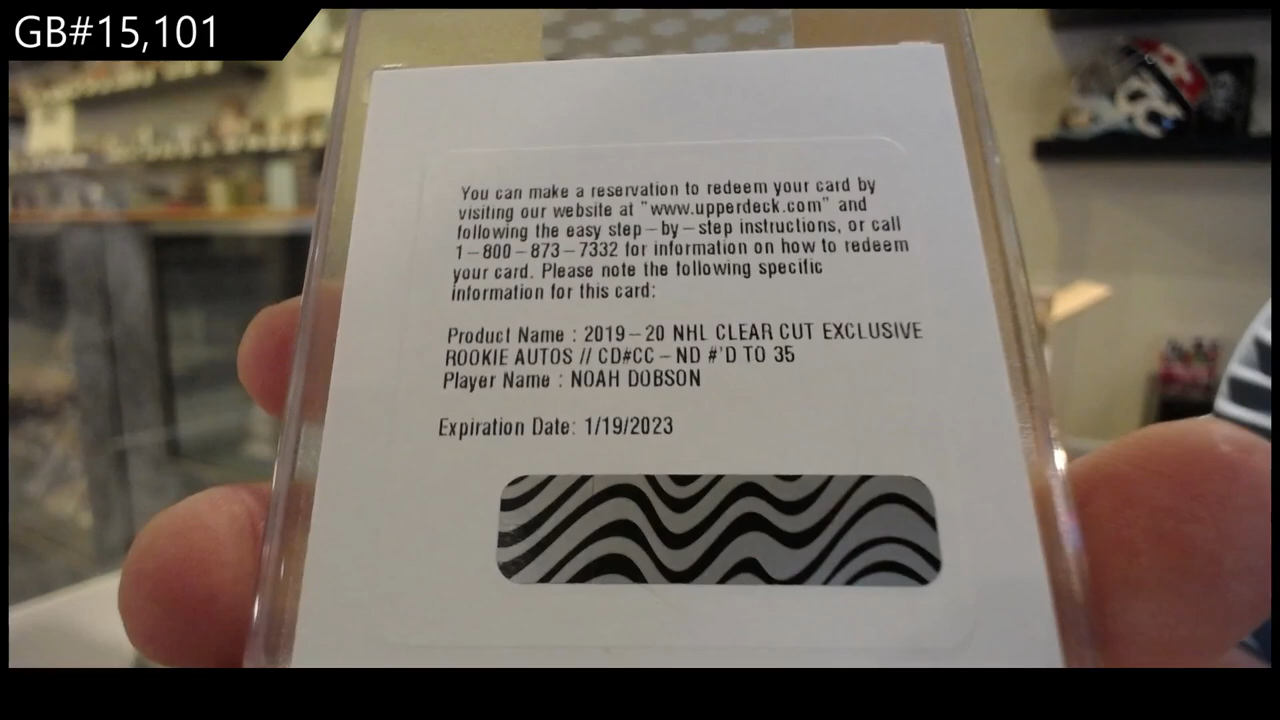 GB#15,101
You can make a reservation to redeem your card by
visiting our website at "www.upperdeck.com" and
following the easy step-by-step instructions, or call
1-800-873-7332 for information on how to redeem
your card. Please note the following specific
information for this card:
Product Name : 2019-20 NHL CLEAR CUT EXCLUSIVE
ROOKIE AUTOS // CD#CC-ND #'D TO 35
Player Name : NOAH DOBSON
Expiration Date: 1/19/2023